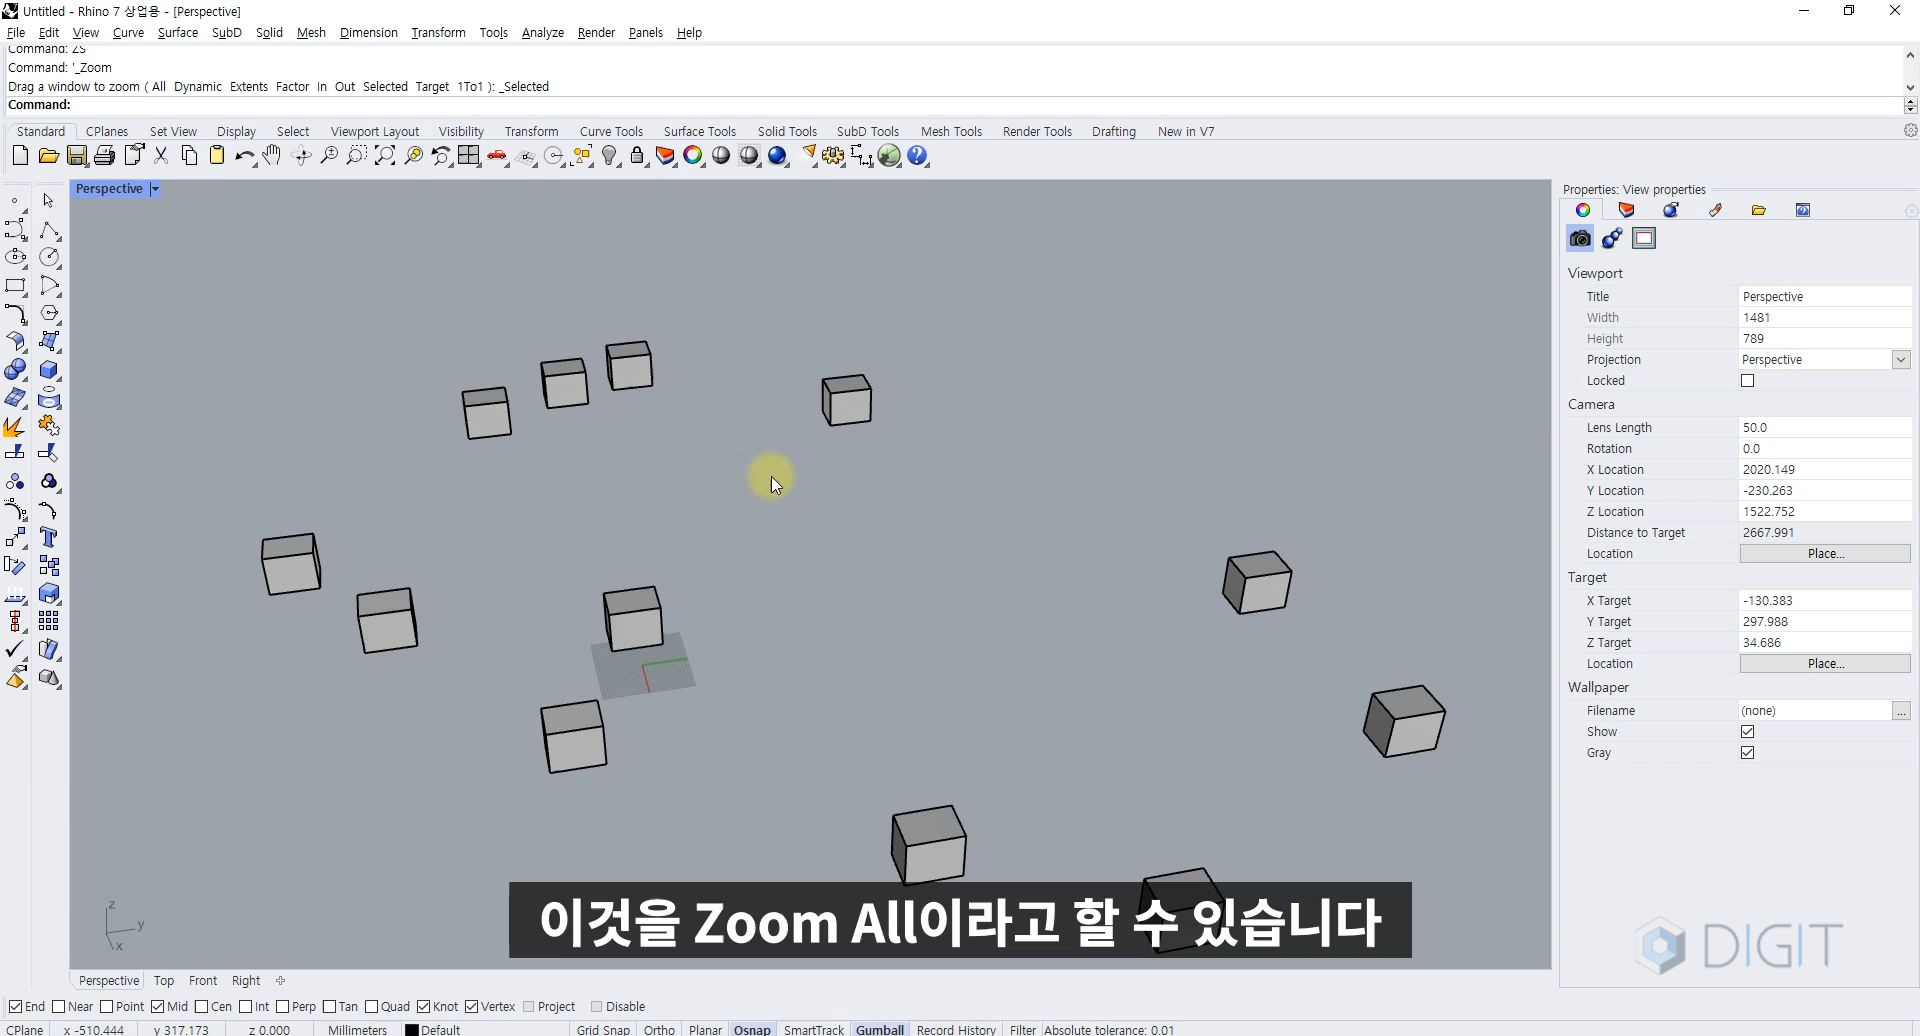 Untitled - Rhino 7 상업용 - [Perspective]
File Edit View Curve Surface SubD Solid Mesh Dimension Transform Tools Analyze Render Panels Help
Command: ZS
Command: '_Zoom
Drag a window to zoom ( All Dynamic Extents Factor In Out Selected Target 1To1 ): _Selected
Command:
Standard CPlanes Set View Display Select Viewport Layout Visibility Transform Curve Tools Surface Tools Solid Tools SubD Tools Mesh Tools Render Tools Drafting New in V7
Perspective
Properties: View properties
Viewport
Title Perspective
Width 1481
Height 789
Projection Perspective
Locked
Camera
Lens Length 50.0
Rotation 0.0
X Location 2020.149
Y Location -230.263
Z Location 1522.752
Distance to Target 2667.991
Location Place...
Target
X Target -130.383
Y Target 297.988
Z Target 34.686
Location Place...
Wallpaper
Filename (none) ...
Show
Gray
z
y
x
이것을 Zoom All이라고 할 수 있습니다
DIGIT
Perspective Top Front Right
End Near Point Mid Cen Int Perp Tan Quad Knot Vertex Project Disable
CPlane x -510.444 y 317.173 z 0.000 Millimeters Default Grid Snap Ortho Planar Osnap SmartTrack Gumball Record History Filter Absolute tolerance: 0.01